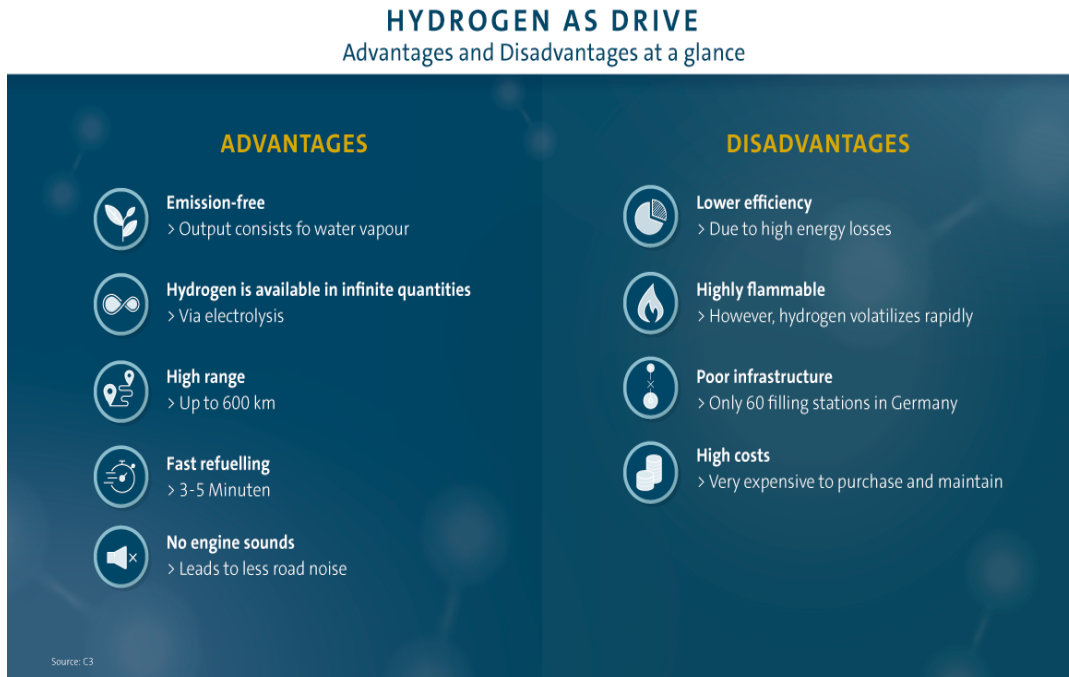 HYDROGEN AS DRIVE
Advantages and Disadvantages at a glance
ADVANTAGES
Emission-free
> Output consists fo water vapour
Hydrogen is available in infinite quantities
> Via electrolysis
High range
> Up to 600 km
Fast refuelling
> 3-5 Minuten
No engine sounds
> Leads to less road noise
DISADVANTAGES
Lower efficiency
> Due to high energy losses
Highly flammable
> However, hydrogen volatilizes rapidly
Poor infrastructure
> Only 60 filling stations in Germany
High costs
> Very expensive to purchase and maintain
Source: C3